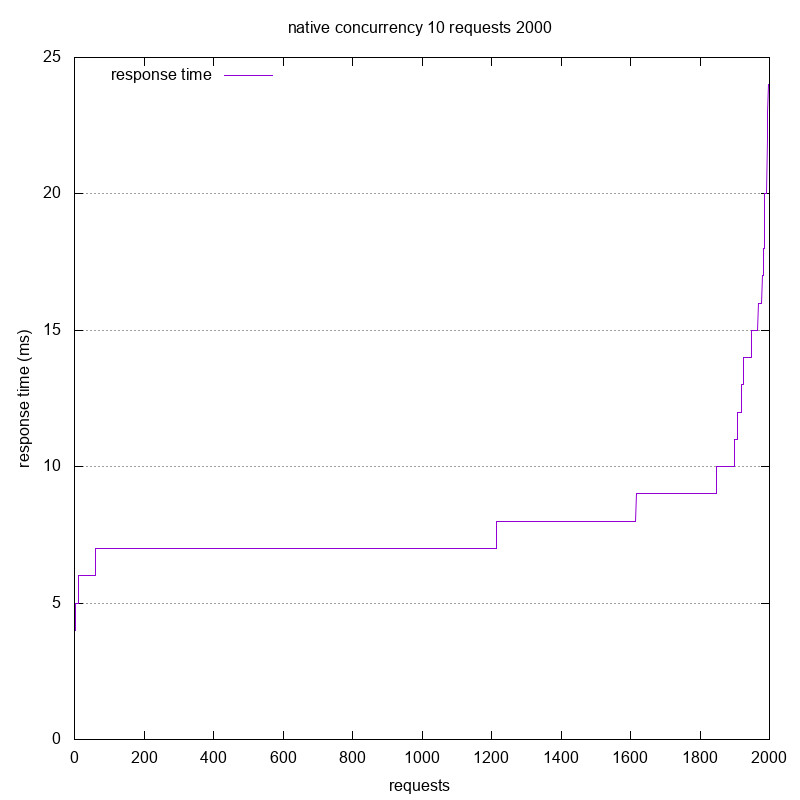 native concurrency 10 requests 2000
25
response time
20
15
response time (ms)
10
5
0
0 200 400 600 800 1000 1200 1400 1600 1800 2000
requests